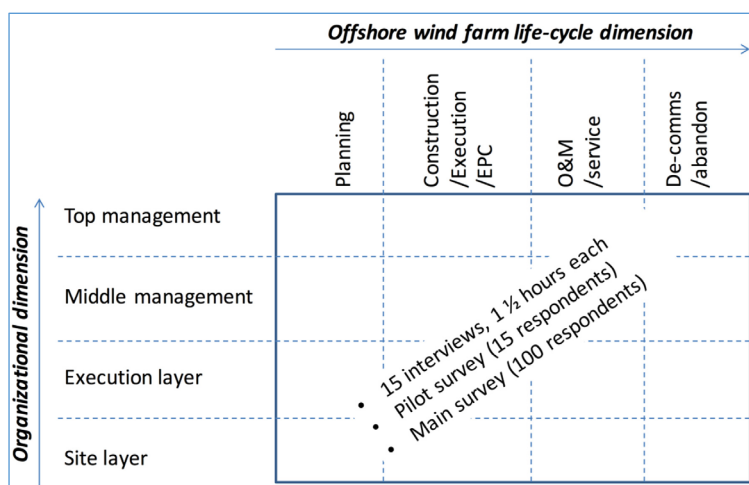 Offshore wind farm life-cycle dimension
Planning
Construction
/Execution
/EPC
O&M
/service
De-comms
/abandon
Organizational dimension
Top management
Middle management
Execution layer
Site layer
• 15 interviews, 1 ½ hours each
• Pilot survey (15 respondents)
• Main survey (100 respondents)